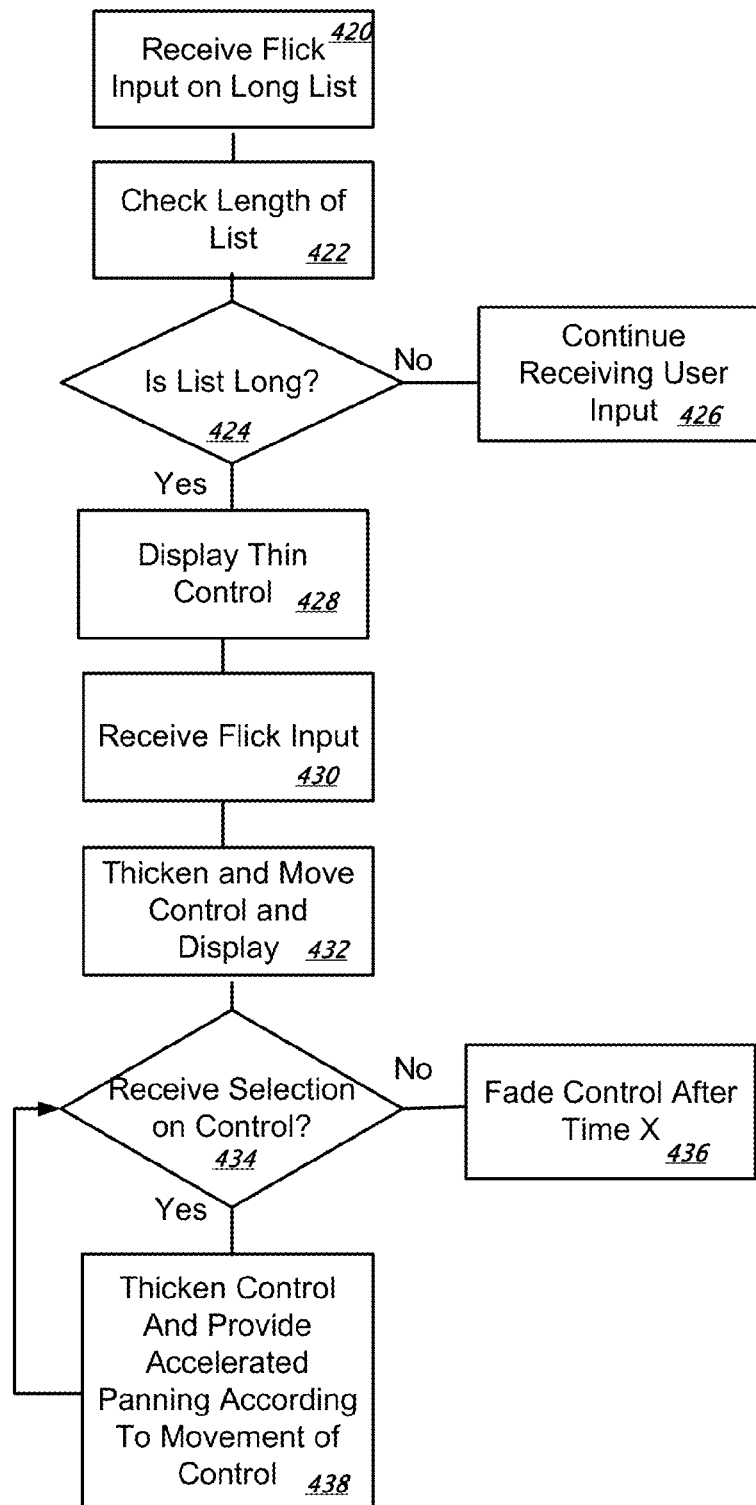 420
Receive Flick
Input on Long List
Check Length of
List 422
Is List Long?
424
No
Continue
Receiving User
Input 426
Yes
Display Thin
Control 428
Receive Flick Input
430
Thicken and Move
Control and
Display 432
Receive Selection
on Control?
434
No
Fade Control After
Time X
436
Yes
Thicken Control
And Provide
Accelerated
Panning According
To Movement of
Control 438